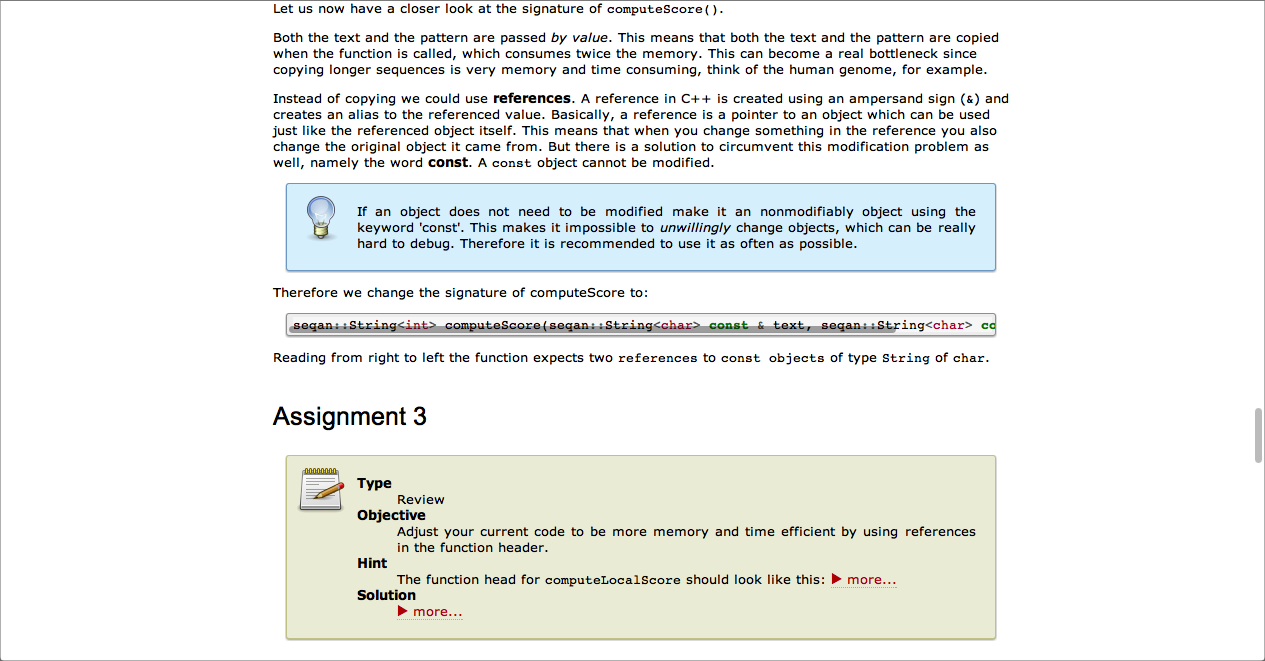 Let us now have a closer look at the signature of computeScore().
Both the text and the pattern are passed by value. This means that both the text and the pattern are copied
when the function is called, which consumes twice the memory. This can become a real bottleneck since
copying longer sequences is very memory and time consuming, think of the human genome, for example.
Instead of copying we could use references. A reference in C++ is created using an ampersand sign (&) and
creates an alias to the referenced value. Basically, a reference is a pointer to an object which can be used
just like the referenced object itself. This means that when you change something in the reference you also
change the original object it came from. But there is a solution to circumvent this modification problem as
well, namely the word const. A const object cannot be modified.
If an object does not need to be modified make it an nonmodifiably object using the
keyword 'const'. This makes it impossible to unwillingly change objects, which can be really
hard to debug. Therefore it is recommended to use it as often as possible.
Therefore we change the signature of computeScore to:
seqan::String<int> computeScore(seqan::String<char> const & text, seqan::String<char> co
Reading from right to left the function expects two references to const objects of type String of char.
Assignment 3
Type
Review
Objective
Adjust your current code to be more memory and time efficient by using references
in the function header.
Hint
The function head for computeLocalScore should look like this: ▶ more...
Solution
▶ more...